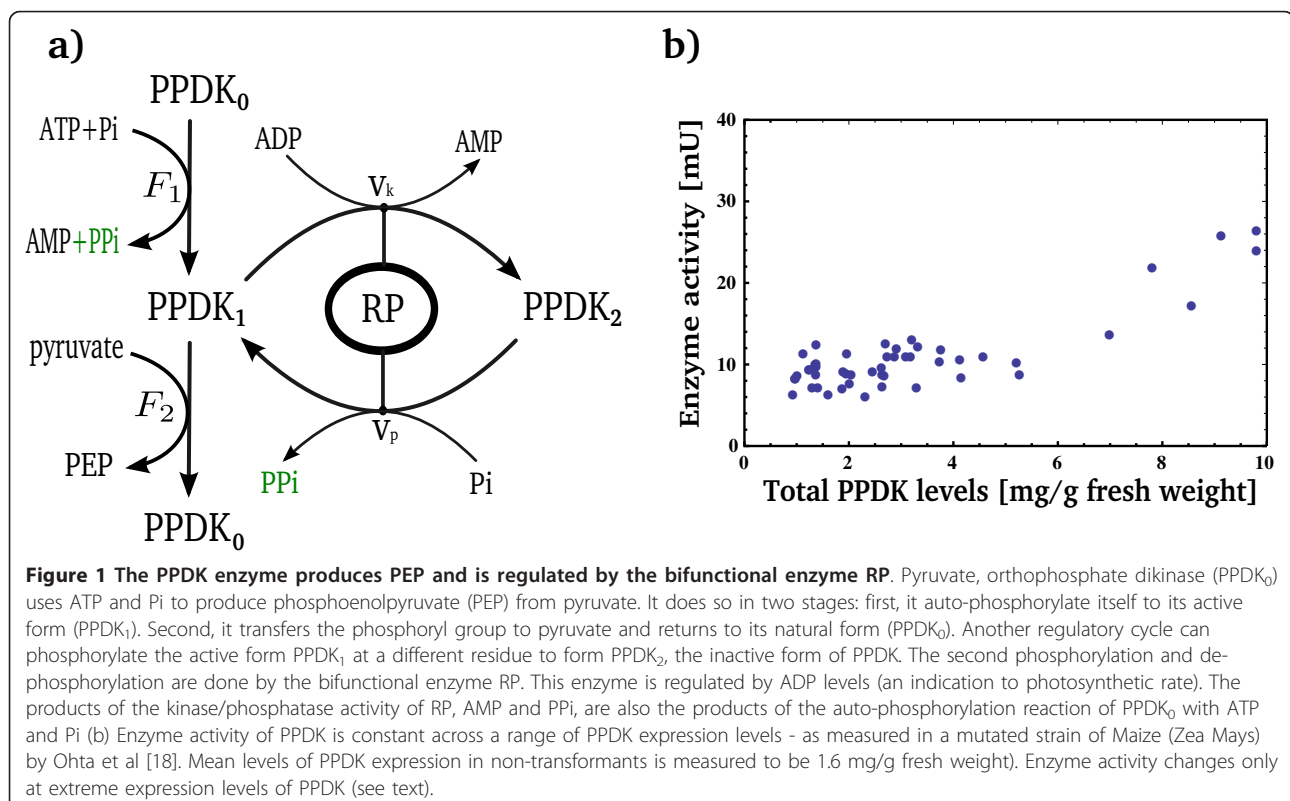 a)
PPDK₀
ATP+Pi
F₁
AMP+PPi
ADP
AMP
Vₖ
PPDK₁
RP
PPDK₂
pyruvate
F₂
PEP
Vₚ
PPi
Pi
PPDK₀
b)
Enzyme activity [mU]
40
30
20
10
0
0 2 4 6 8 10
Total PPDK levels [mg/g fresh weight]
Figure 1 The PPDK enzyme produces PEP and is regulated by the bifunctional enzyme RP. Pyruvate, orthophosphate dikinase (PPDK₀)
uses ATP and Pi to produce phosphoenolpyruvate (PEP) from pyruvate. It does so in two stages: first, it auto-phosphorylate itself to its active
form (PPDK₁). Second, it transfers the phosphoryl group to pyruvate and returns to its natural form (PPDK₀). Another regulatory cycle can
phosphorylate the active form PPDK₁ at a different residue to form PPDK₂, the inactive form of PPDK. The second phosphorylation and de-
phosphorylation are done by the bifunctional enzyme RP. This enzyme is regulated by ADP levels (an indication to photosynthetic rate). The
products of the kinase/phosphatase activity of RP, AMP and PPi, are also the products of the auto-phosphorylation reaction of PPDK₀ with ATP
and Pi (b) Enzyme activity of PPDK is constant across a range of PPDK expression levels - as measured in a mutated strain of Maize (Zea Mays)
by Ohta et al [18]. Mean levels of PPDK expression in non-transformants is measured to be 1.6 mg/g fresh weight). Enzyme activity changes only
at extreme expression levels of PPDK (see text).